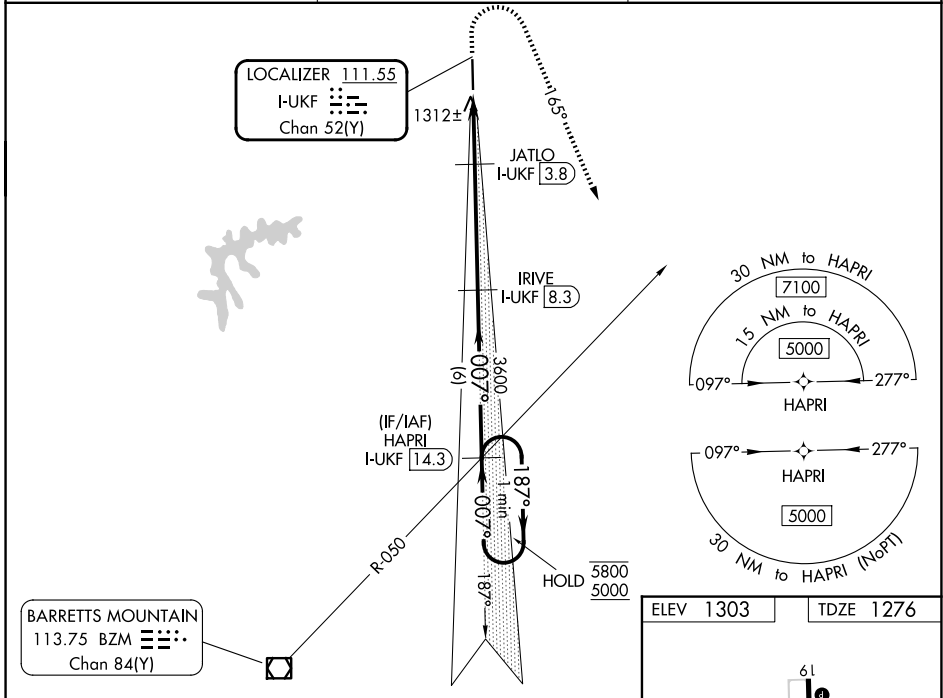 LOCALIZER 111.55
I-UKF
Chan 52(Y)
1312±
165°
JATLO
I-UKF 3.8
IRIVE
I-UKF 8.3
007°
(6)
3600
(IF/IAF)
HAPRI
I-UKF 14.3
187°
1 min
007°
187°
R-050
HOLD 5800
5000
BARRETTS MOUNTAIN
113.75 BZM
Chan 84(Y)
30 NM to HAPRI
7100
15 NM to HAPRI
5000
097°
277°
HAPRI
097°
277°
HAPRI
5000
30 NM to HAPRI (NoPT)
ELEV 1303
TDZE 1276
19
P